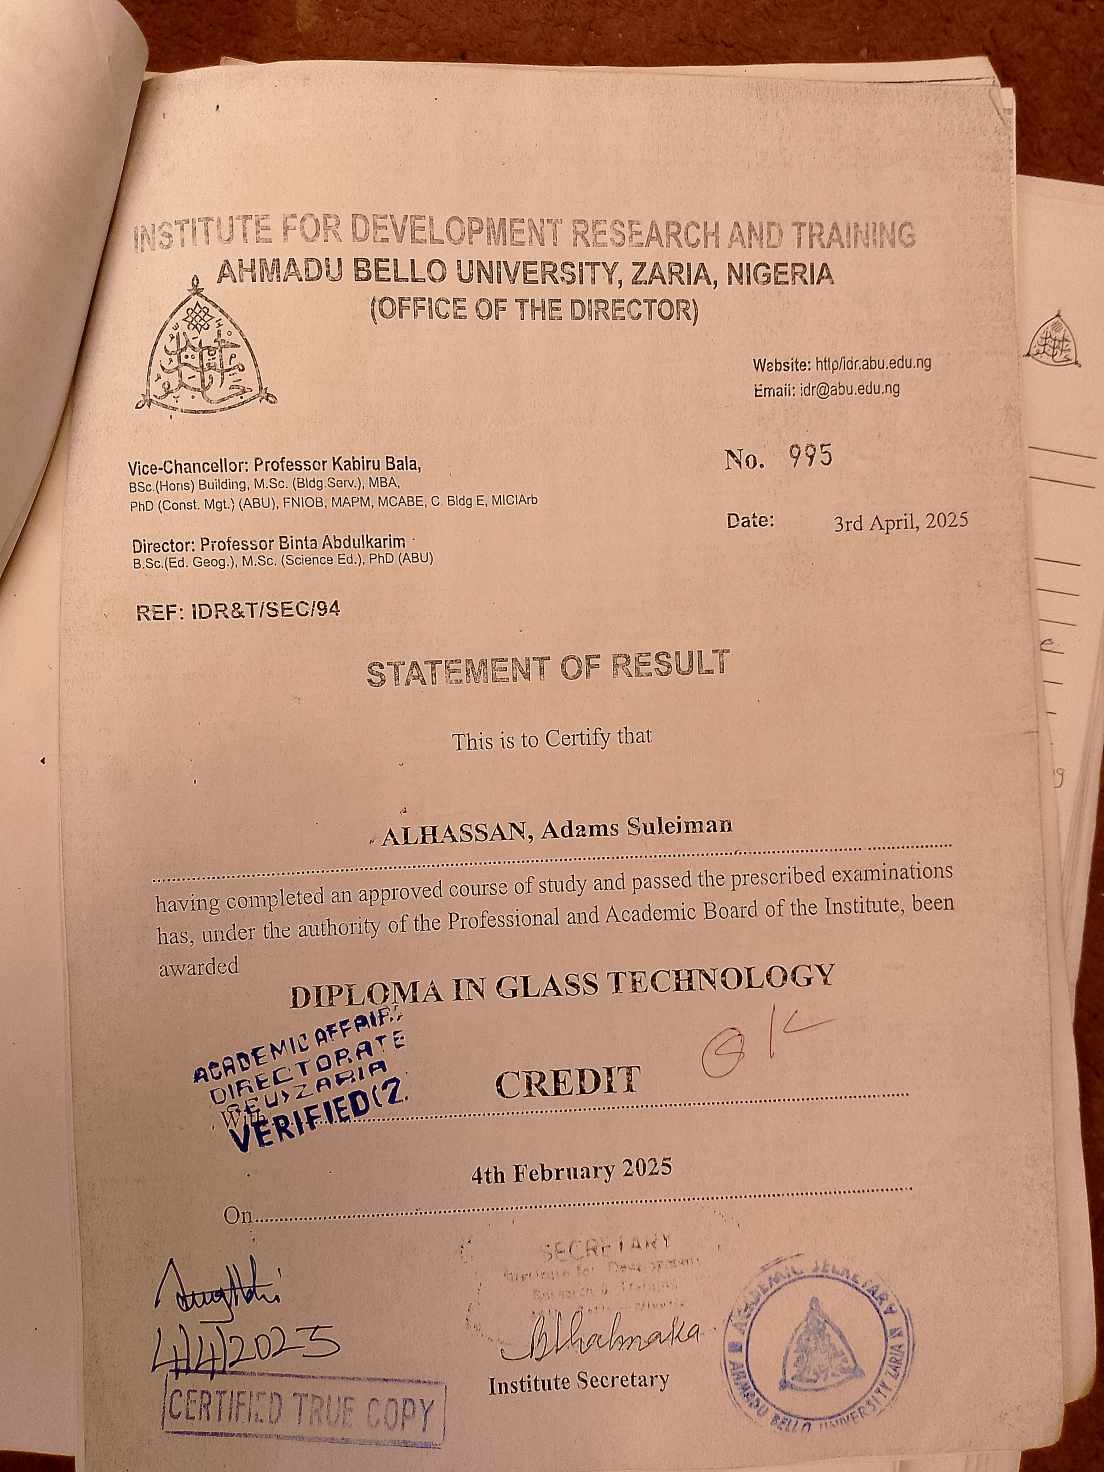 INSTITUTE FOR DEVELOPMENT RESEARCH AND TRAINING
AHMADU BELLO UNIVERSITY, ZARIA, NIGERIA
(OFFICE OF THE DIRECTOR)
Website: http/idr.abu.edu.ng
Email: idr@abu.edu.ng
Vice-Chancellor: Professor Kabiru Bala,
BSc.(Hons) Building, M.Sc. (Bldg.Serv.), MBA,
PhD (Const. Mgt.) (ABU), FNIOB, MAPM, MCABE, C. Bldg E, MICIArb
No. 995
Date: 3rd April, 2025
Director: Professor Binta Abdulkarim
B.Sc.(Ed. Geog.), M.Sc. (Science Ed.), PhD (ABU)
REF: IDR&T/SEC/94
STATEMENT OF RESULT
This is to Certify that
ALHASSAN, Adams Suleiman
having completed an approved course of study and passed the prescribed examinations
has, under the authority of the Professional and Academic Board of the Institute, been
awarded
DIPLOMA IN GLASS TECHNOLOGY
ACADEMIC AFFAIRS
DIRECTORATE
ZARIA
VERIFIED
OK
With CREDIT
4th February 2025
On
SECRETARY
Institute for Development
Research & Training
4/4/2025
CERTIFIED TRUE COPY
Institute Secretary
ACADEMIC SECRETARY
AHMADU BELLO UNIVERSITY ZARIA